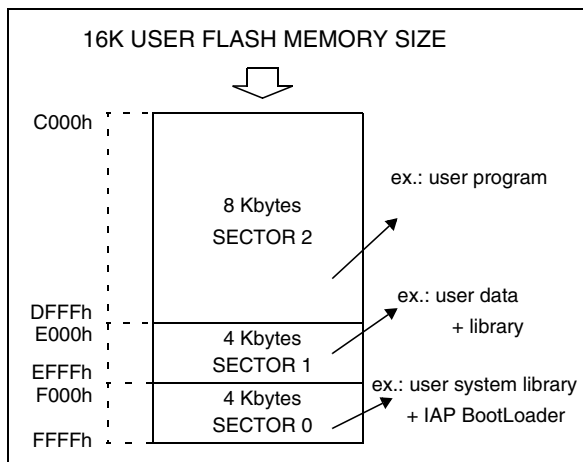 16K USER FLASH MEMORY SIZE
C000h
ex.: user program
8 Kbytes
SECTOR 2
DFFFh
E000h
ex.: user data
+ library
4 Kbytes
SECTOR 1
EFFFh
F000h
ex.: user system library
+ IAP BootLoader
4 Kbytes
SECTOR 0
FFFFh